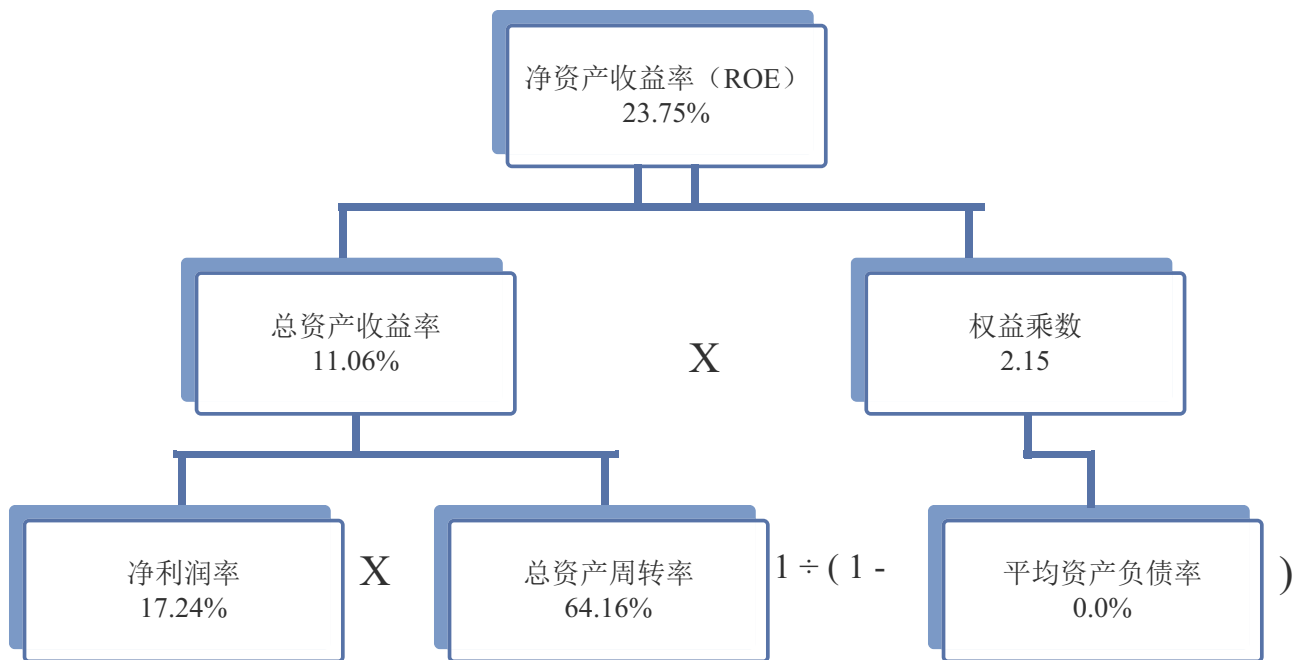 净资产收益率（ROE）
23.75%
总资产收益率
11.06%
X
权益乘数
2.15
净利润率
17.24%
X
总资产周转率
64.16%
1 ÷ ( 1 -
平均资产负债率
0.0%
)